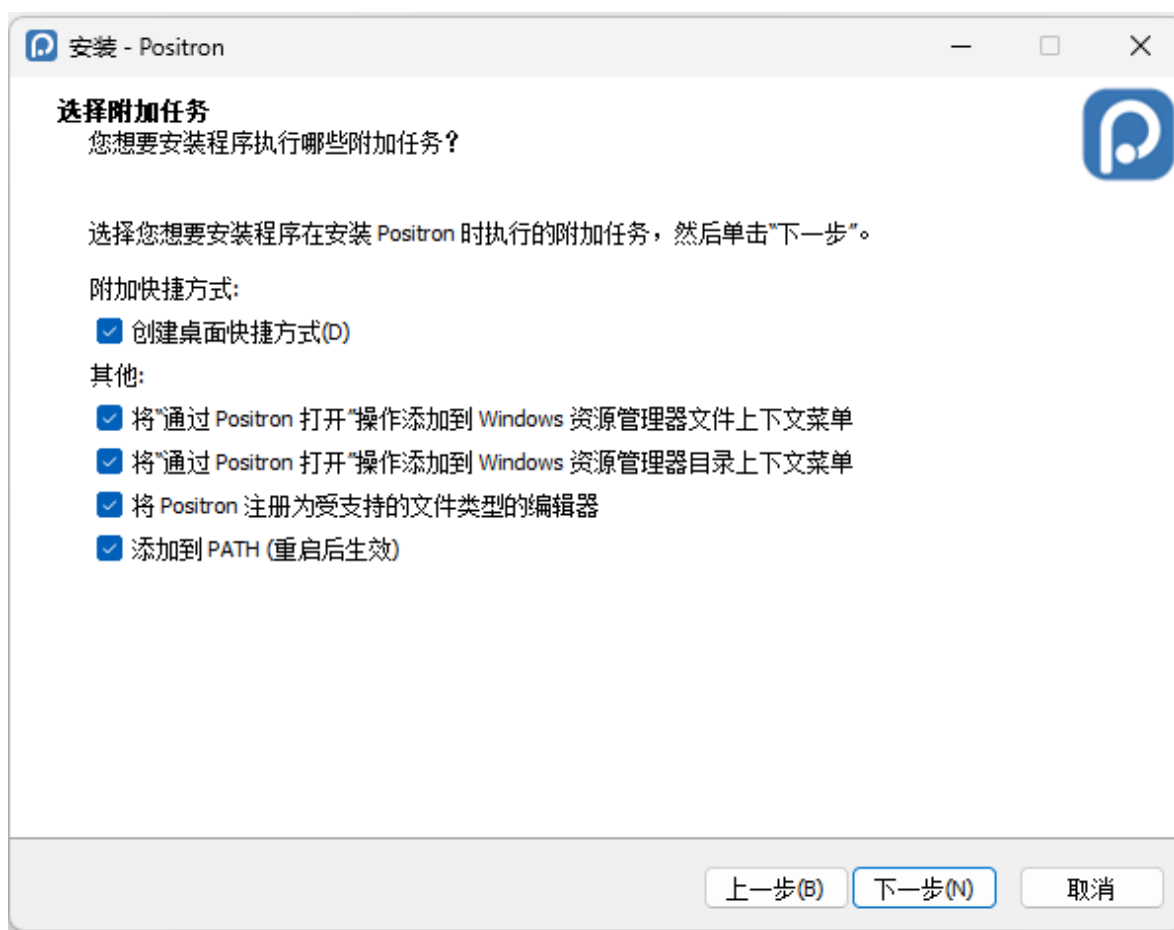 安装 - Positron
选择附加任务
您想要安装程序执行哪些附加任务？
选择您想要安装程序在安装 Positron 时执行的附加任务，然后单击“下一步”。
附加快捷方式:
创建桌面快捷方式(D)
其他:
将“通过 Positron 打开”操作添加到 Windows 资源管理器文件上下文菜单
将“通过 Positron 打开”操作添加到 Windows 资源管理器目录上下文菜单
将 Positron 注册为受支持的文件类型的编辑器
添加到 PATH (重启后生效)
上一步(B) 下一步(N) 取消